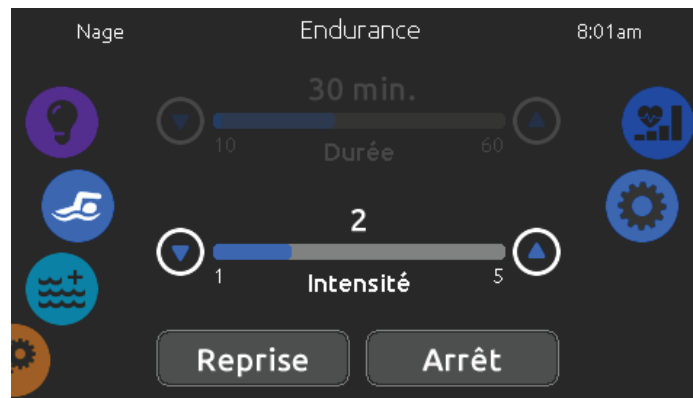 Nage Endurance 8:01am
30 min.
10 Durée 60
2
1 Intensité 5
Reprise Arrêt